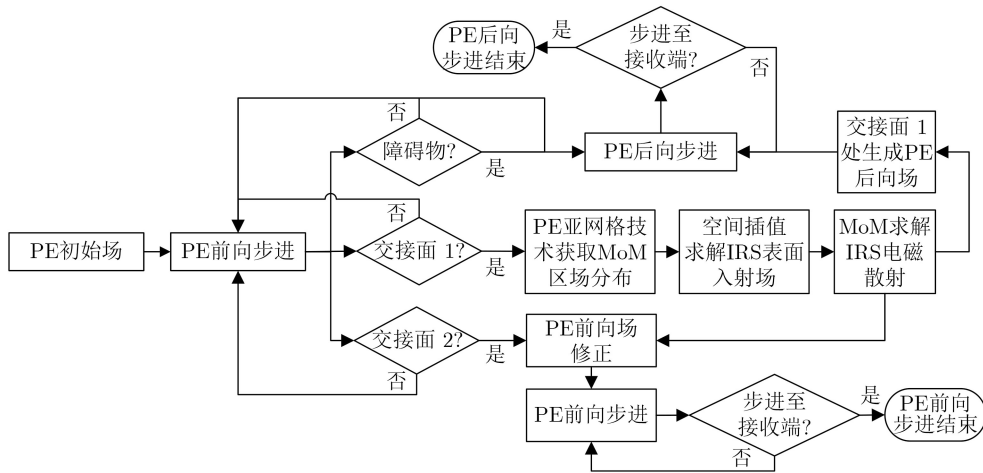 PE后向
步进结束
是
步进至
接收端?
否
否
障碍物?
是
PE后向步进
交接面 1
处生成PE
后向场
PE初始场
PE前向步进
否
交接面 1?
是
PE亚网格技
术获取MoM
区场分布
空间插值
求解IRS表面
入射场
MoM求解
IRS电磁
散射
交接面 2?
是
否
PE前向场
修正
PE前向步进
步进至
接收端?
是
否
PE前向
步进结束